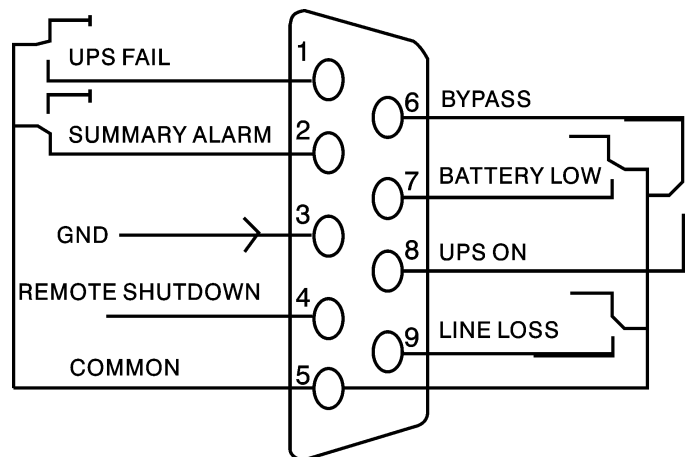 UPS FAIL
1
SUMMARY ALARM
2
GND
3
REMOTE SHUTDOWN
4
COMMON
5
6
BYPASS
7
BATTERY LOW
8
UPS ON
9
LINE LOSS